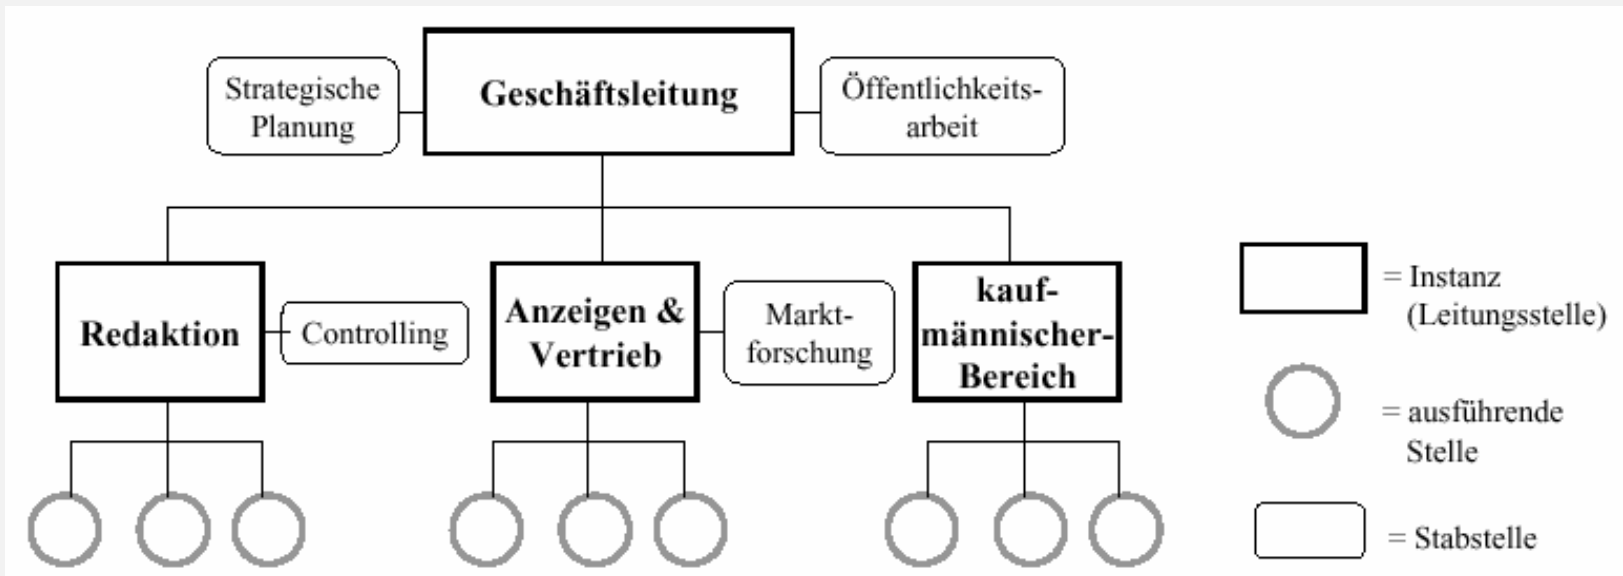 Strategische
Planung
Geschäftsleitung
Öffentlichkeits-
arbeit
Redaktion
Controlling
Anzeigen &
Vertrieb
Markt-
forschung
kauf-
männischer-
Bereich
= Instanz
(Leitungsstelle)
= ausführende
Stelle
= Stabstelle